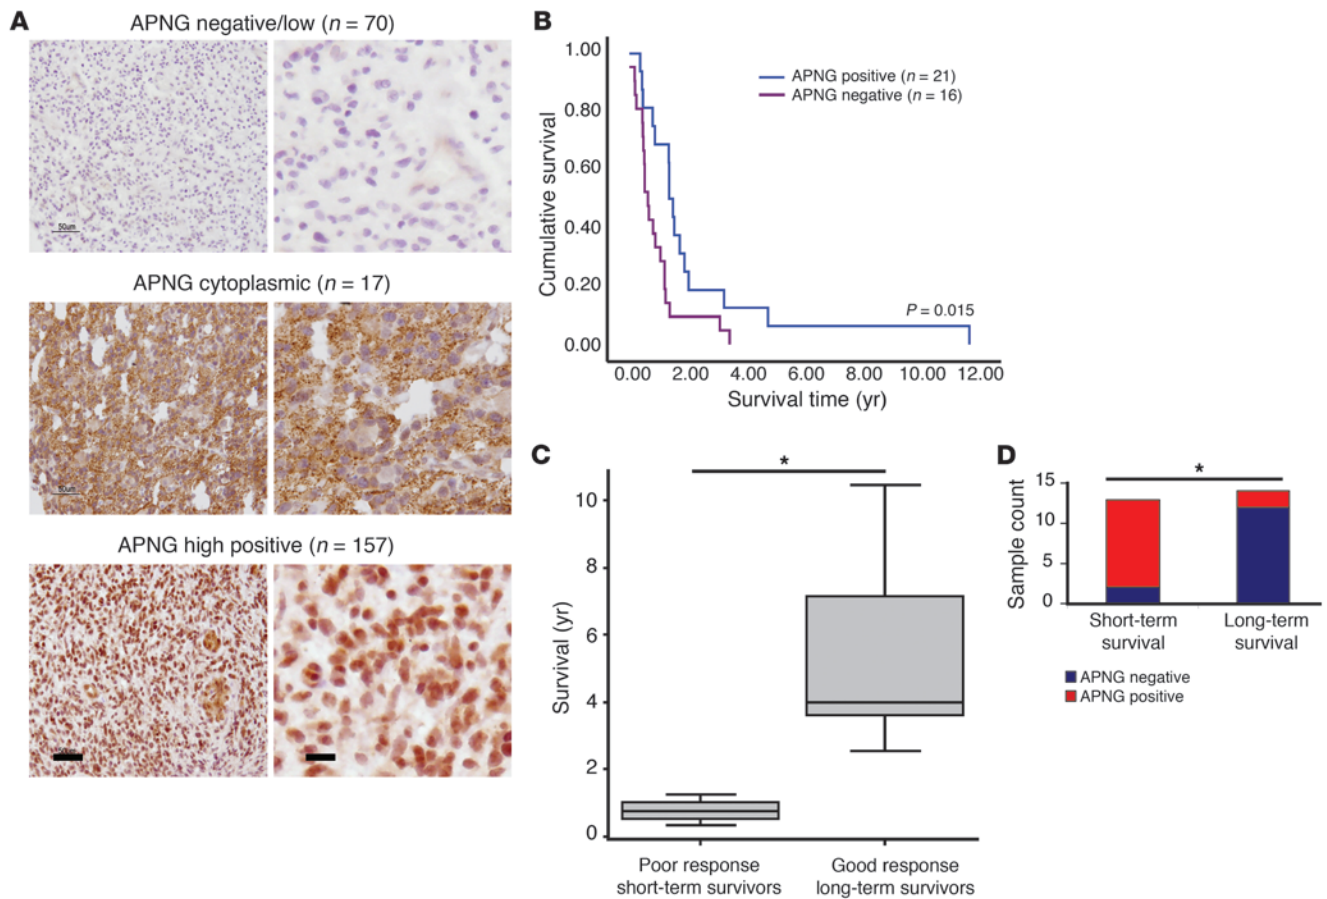 A
APNG negative/low (n = 70)
50µm
APNG cytoplasmic (n = 17)
50µm
APNG high positive (n = 157)
B
1.00
0.80
0.60
0.40
0.20
0.00
Cumulative survival
APNG positive (n = 21)
APNG negative (n = 16)
P = 0.015
0.00 2.00 4.00 6.00 8.00 10.00 12.00
Survival time (yr)
C
*
10
8
6
4
2
0
Survival (yr)
Poor response
short-term survivors
Good response
long-term survivors
D
*
15
10
5
0
Sample count
Short-term
survival
Long-term
survival
APNG negative
APNG positive